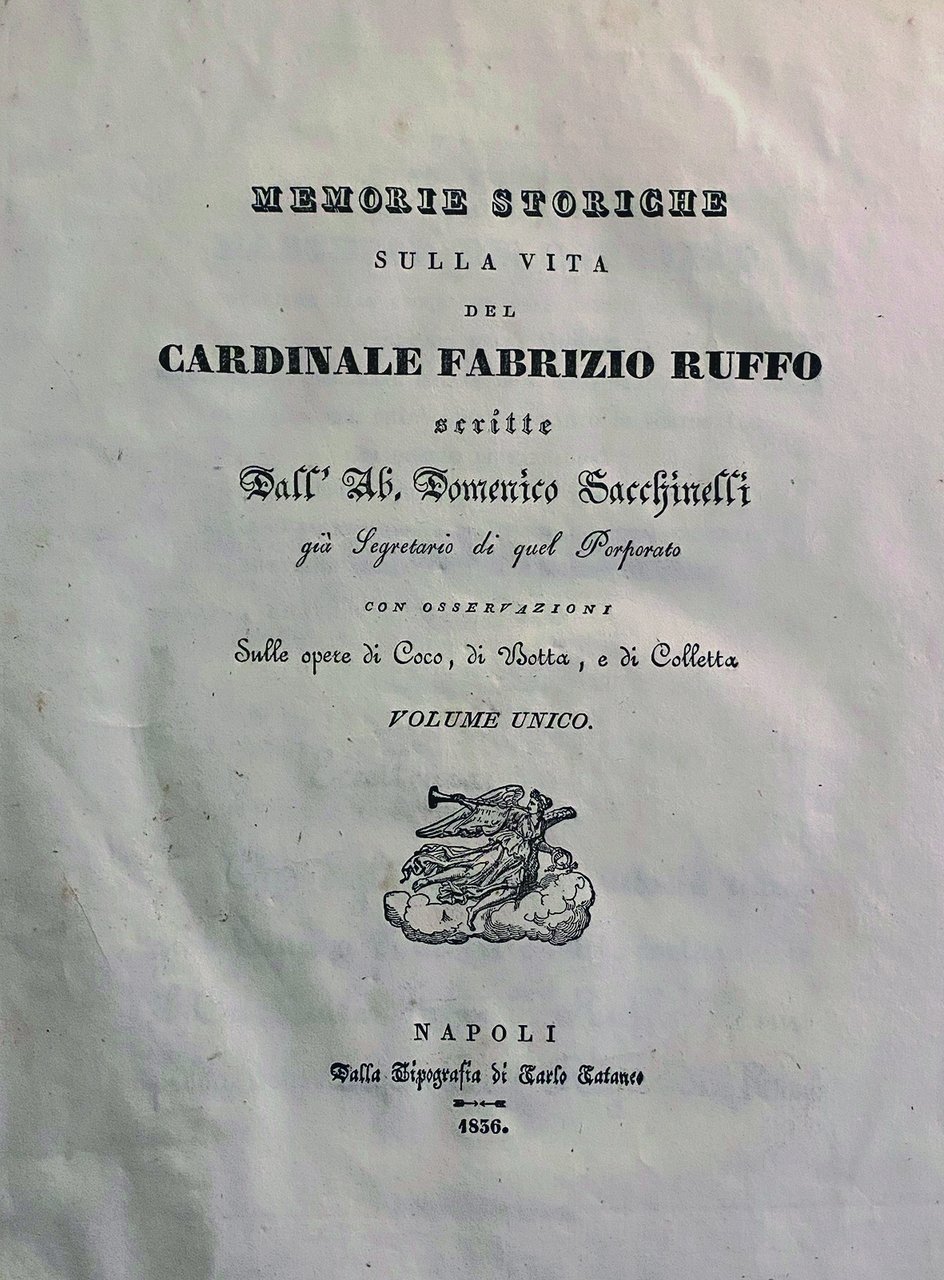 MEMORIE STORICHE
SULLA VITA
DEL
CARDINALE FABRIZIO RUFFO
scritte
Dall' Ab. Domenico Sacchinelli
già Segretario di quel Porporato
CON OSSERVAZIONI
Sulle opere di Coco, di Botta, e di Colletta
VOLUME UNICO.
NAPOLI
Dalla Tipografia di Carlo Cataneo
1836.